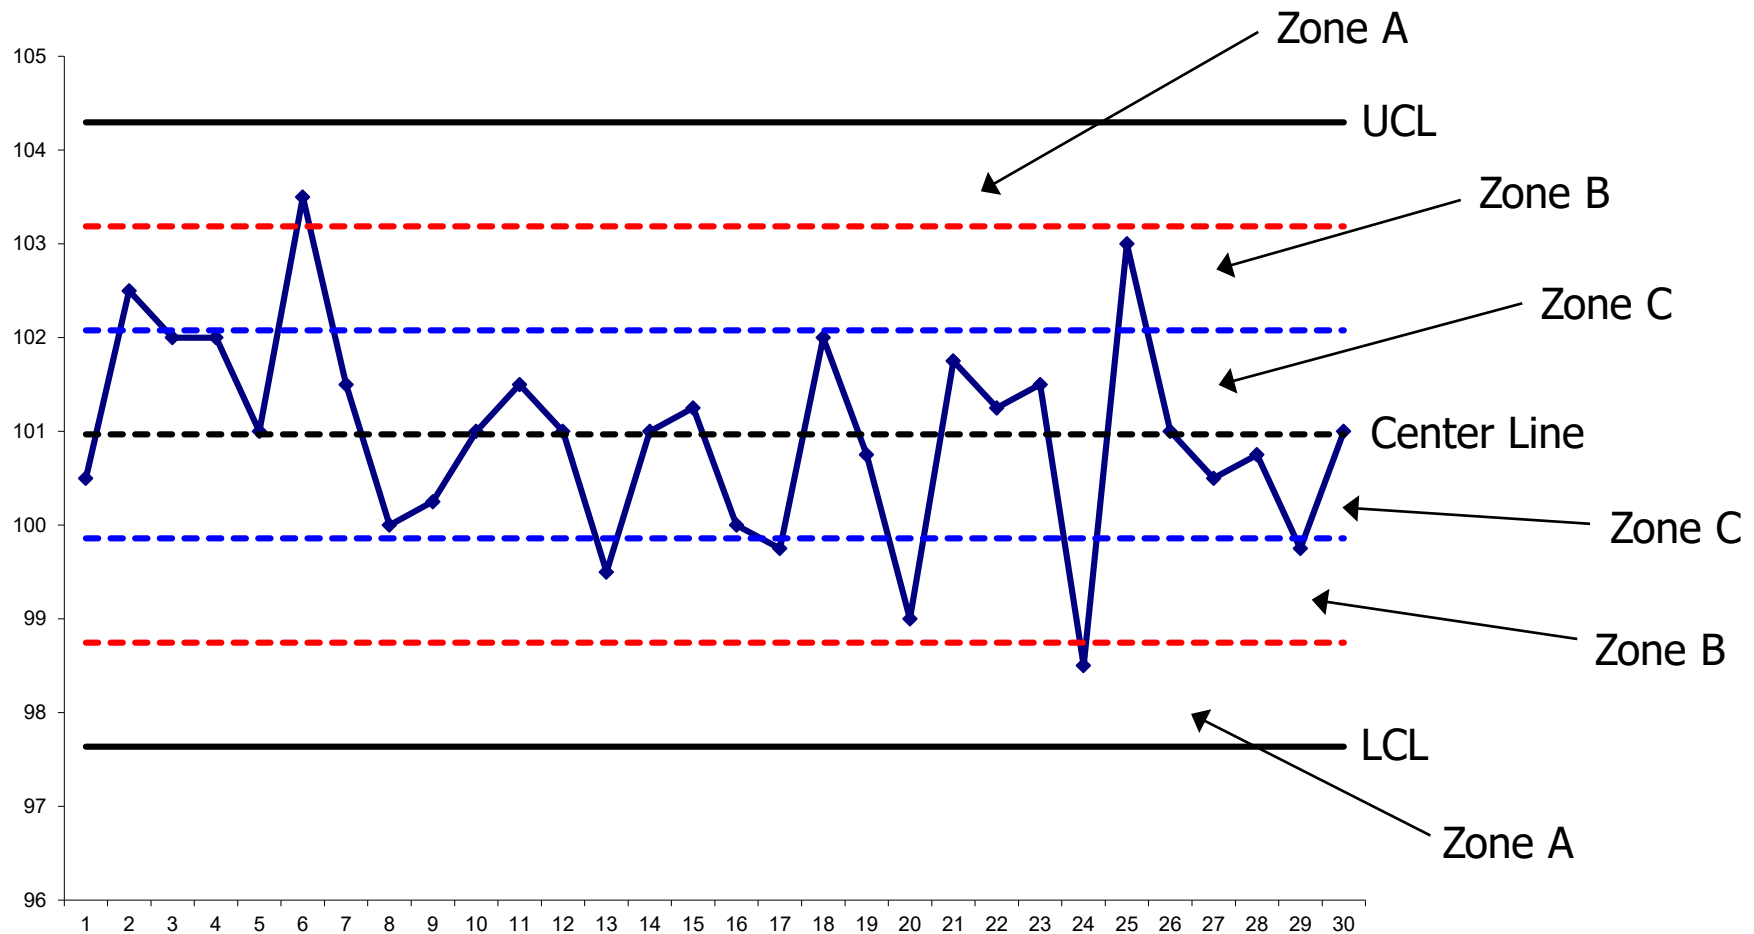 Zone A
105
UCL
104
Zone B
103
Zone C
102
101
Center Line
100
Zone C
99
Zone B
98
LCL
97
Zone A
96
1 2 3 4 5 6 7 8 9 10 11 12 13 14 15 16 17 18 19 20 21 22 23 24 25 26 27 28 29 30